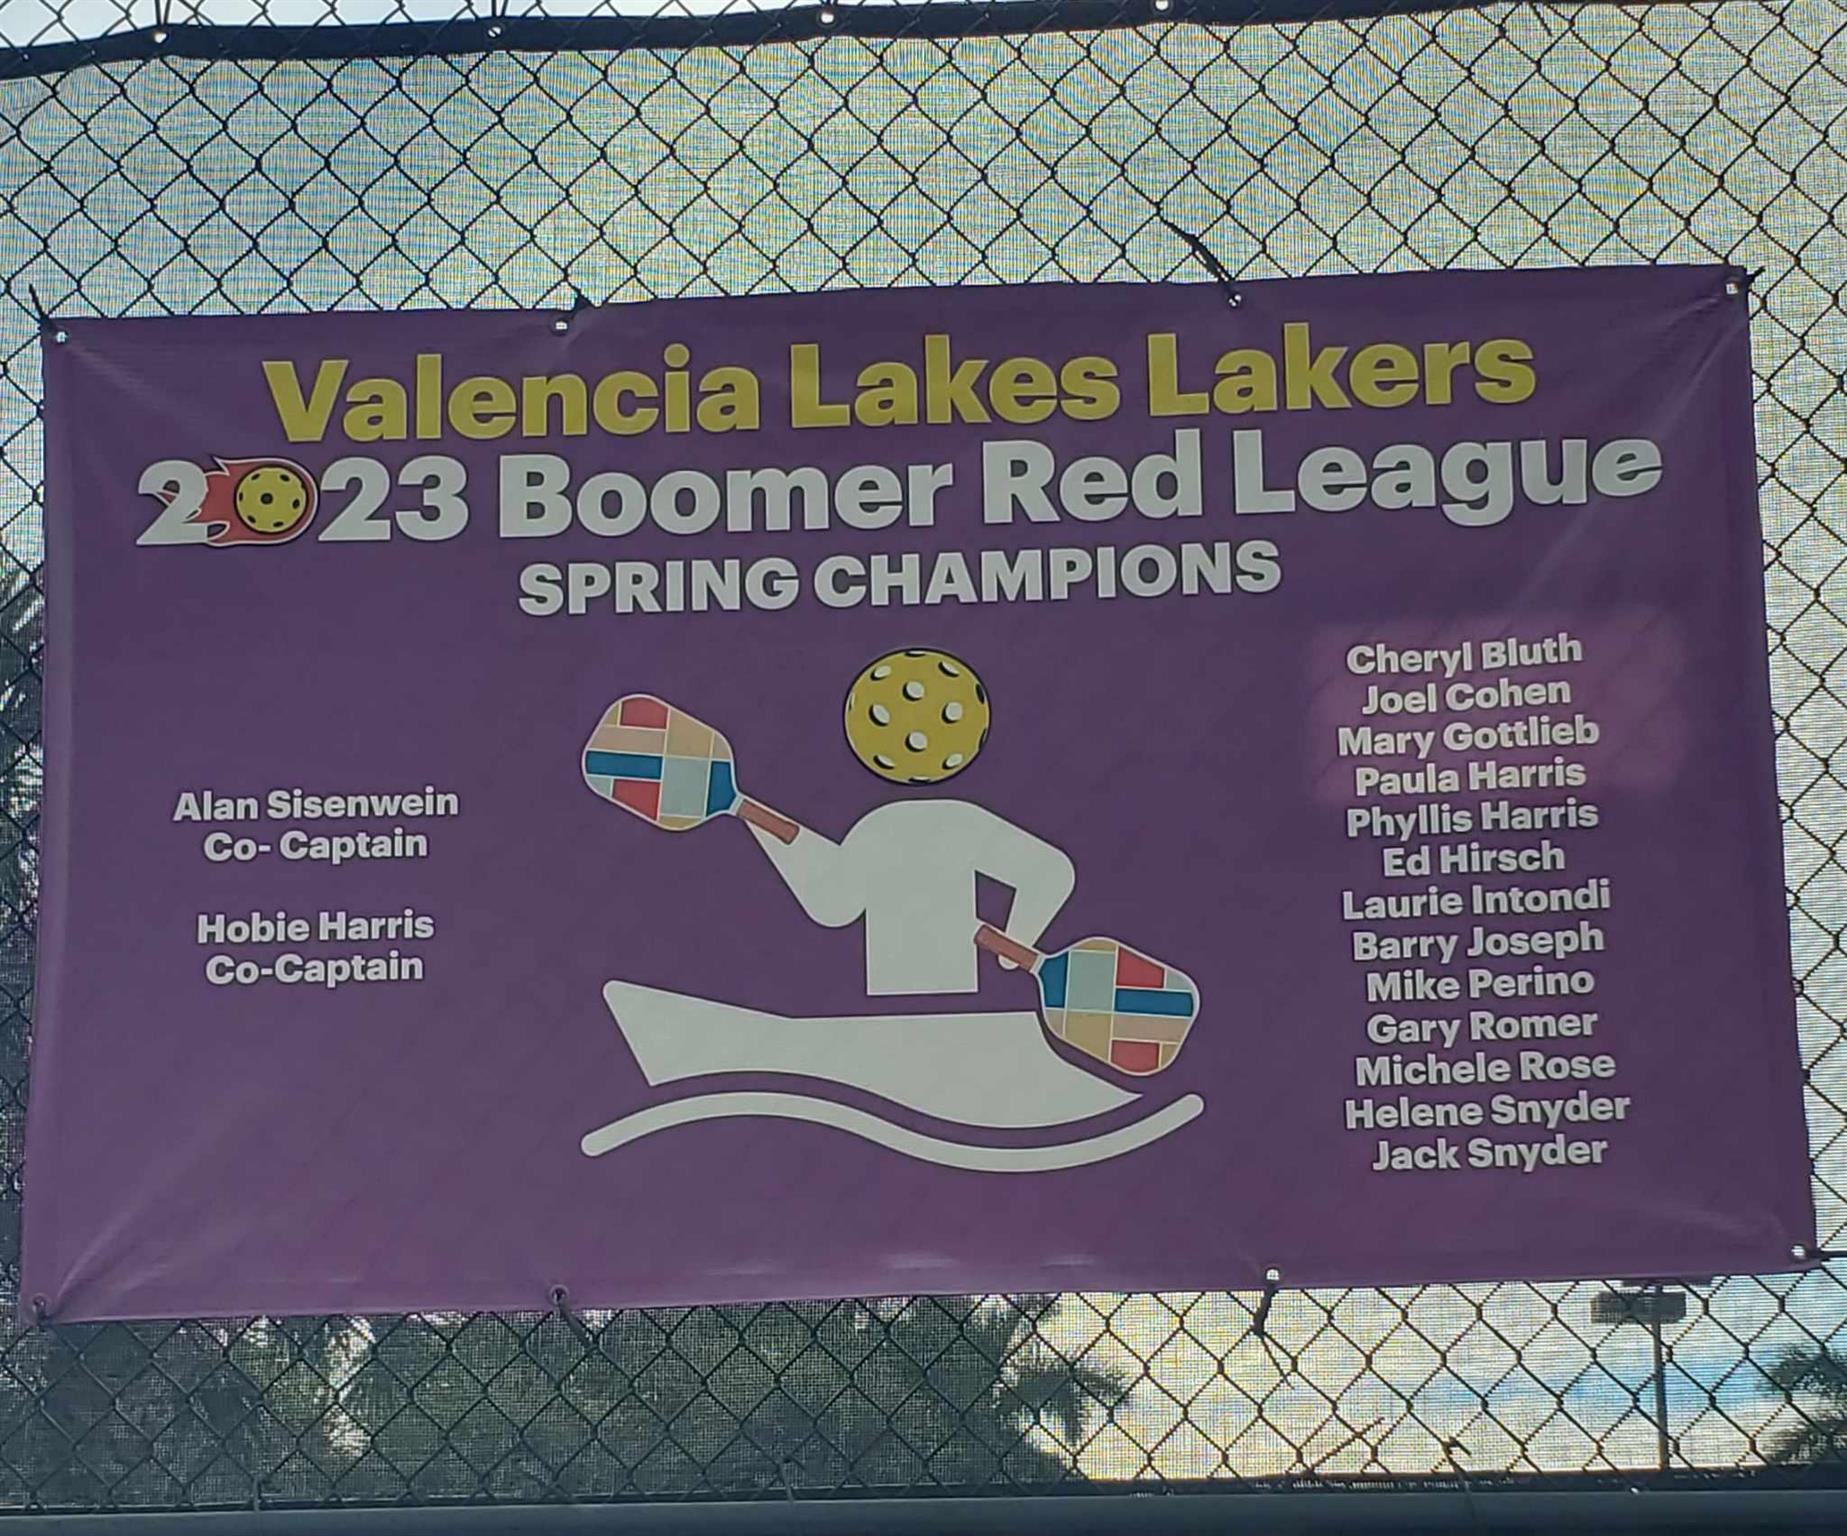 Valencia Lakes Lakers
2023 Boomer Red League
SPRING CHAMPIONS
Alan Sisenwein
Co- Captain
Hobie Harris
Co-Captain
Cheryl Bluth
Joel Cohen
Mary Gottlieb
Paula Harris
Phyllis Harris
Ed Hirsch
Laurie Intondi
Barry Joseph
Mike Perino
Gary Romer
Michele Rose
Helene Snyder
Jack Snyder